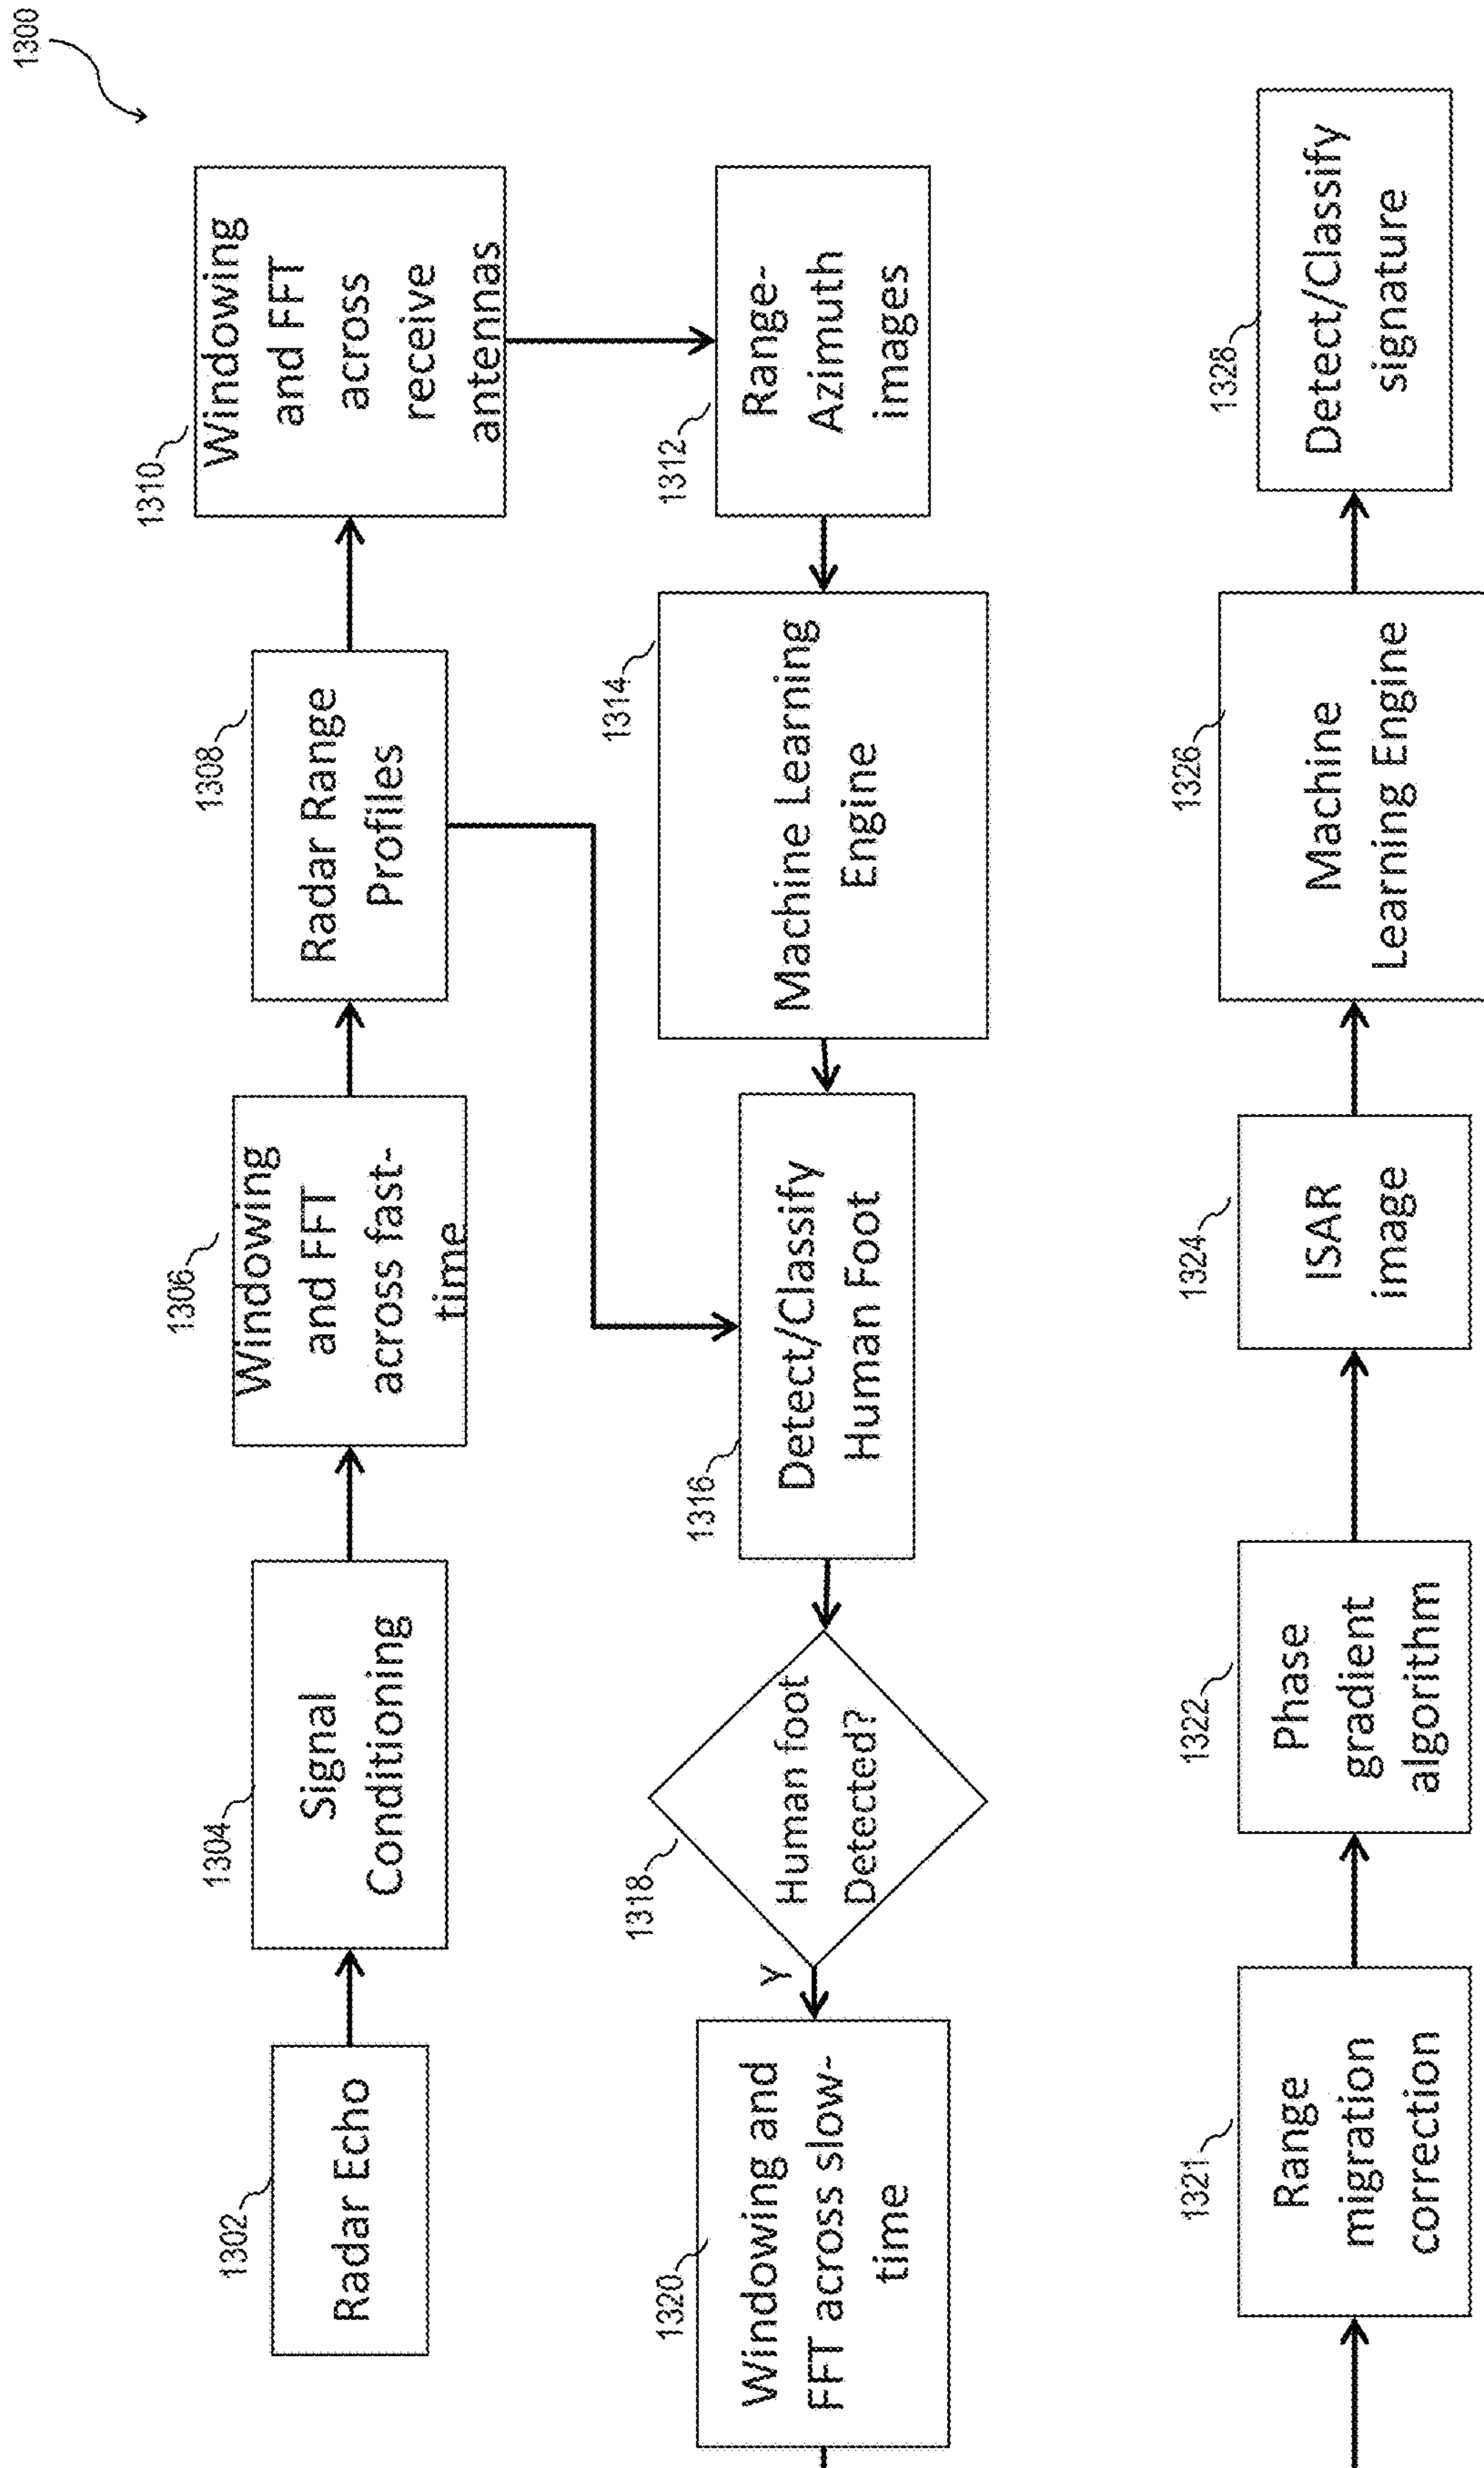 1300
1302
Radar Echo
1304
Signal
Conditioning
1306
Windowing
and FFT
across fast-
time
1308
Radar Range
Profiles
1310
Windowing
and FFT
across
receive
antennas
1312
Range-
Azimuth
images
1314
Machine Learning
Engine
1316
Detect/Classify
Human Foot
1318
Human foot
Detected?
Y
1320
Windowing and
FFT across slow-
time
1321
Range
migration
correction
1322
Phase
gradient
algorithm
1324
ISAR
image
1326
Machine
Learning Engine
1328
Detect/Classify
signature